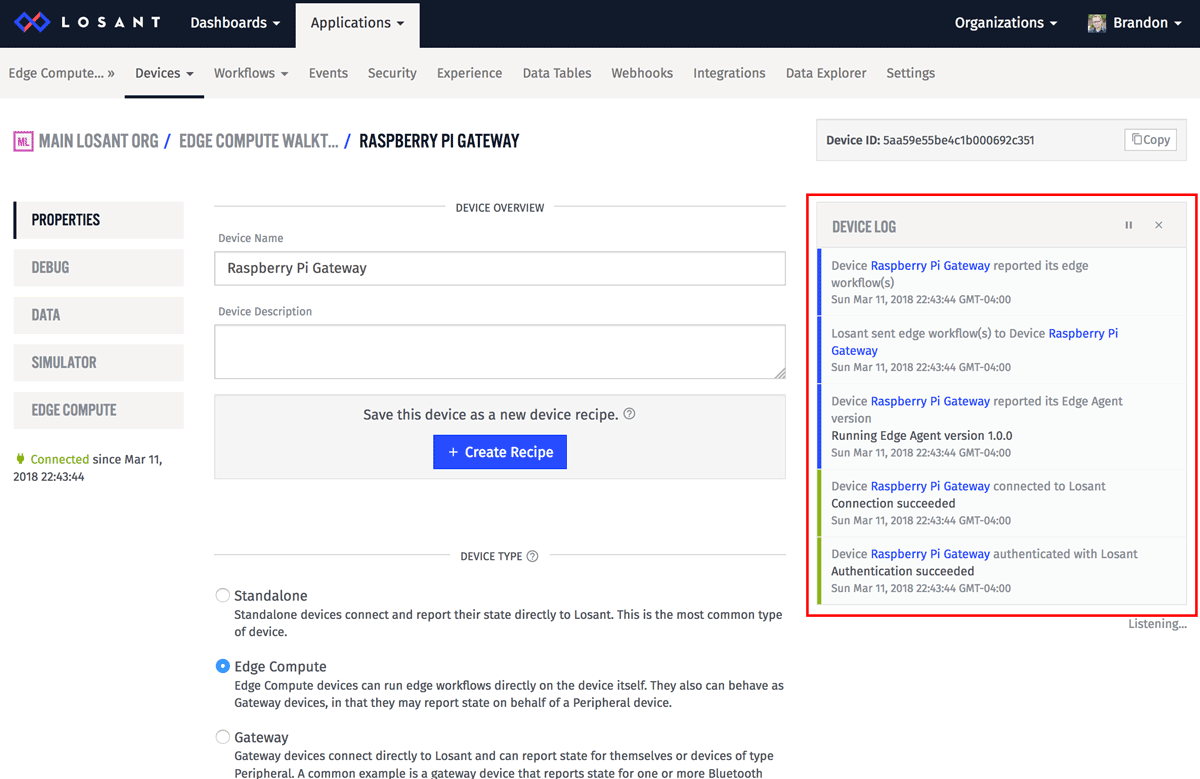 LOSANT
Dashboards
Applications
Organizations
Brandon
Edge Compute... »
Devices
Workflows
Events
Security
Experience
Data Tables
Webhooks
Integrations
Data Explorer
Settings
ML
MAIN LOSANT ORG / EDGE COMPUTE WALKT... / RASPBERRY PI GATEWAY
Device ID: 5aa59e55be4c1b000692c351
Copy
PROPERTIES
DEBUG
DATA
SIMULATOR
EDGE COMPUTE
Connected since Mar 11,
2018 22:43:44
DEVICE OVERVIEW
Device Name
Raspberry Pi Gateway
Device Description
Save this device as a new device recipe. ?
+ Create Recipe
DEVICE TYPE ?
Standalone
Standalone devices connect and report their state directly to Losant. This is the most common type
of device.
Edge Compute
Edge Compute devices can run edge workflows directly on the device itself. They also can behave as
Gateway devices, in that they may report state on behalf of a Peripheral device.
Gateway
Gateway devices connect directly to Losant and can report state for themselves or devices of type
Peripheral. A common example is a gateway device that reports state for one or more Bluetooth
DEVICE LOG
Device Raspberry Pi Gateway reported its edge
workflow(s)
Sun Mar 11, 2018 22:43:44 GMT-04:00
Losant sent edge workflow(s) to Device Raspberry Pi
Gateway
Sun Mar 11, 2018 22:43:44 GMT-04:00
Device Raspberry Pi Gateway reported its Edge Agent
version
Running Edge Agent version 1.0.0
Sun Mar 11, 2018 22:43:44 GMT-04:00
Device Raspberry Pi Gateway connected to Losant
Connection succeeded
Sun Mar 11, 2018 22:43:44 GMT-04:00
Device Raspberry Pi Gateway authenticated with Losant
Authentication succeeded
Sun Mar 11, 2018 22:43:44 GMT-04:00
Listening...